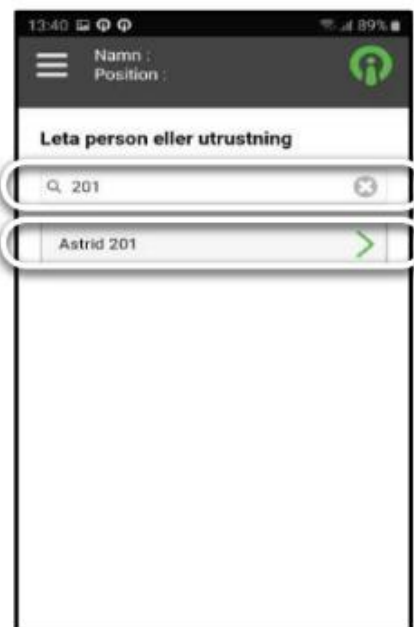 13:40 89%
Namn :
Position :
Leta person eller utrustning
201
Astrid 201